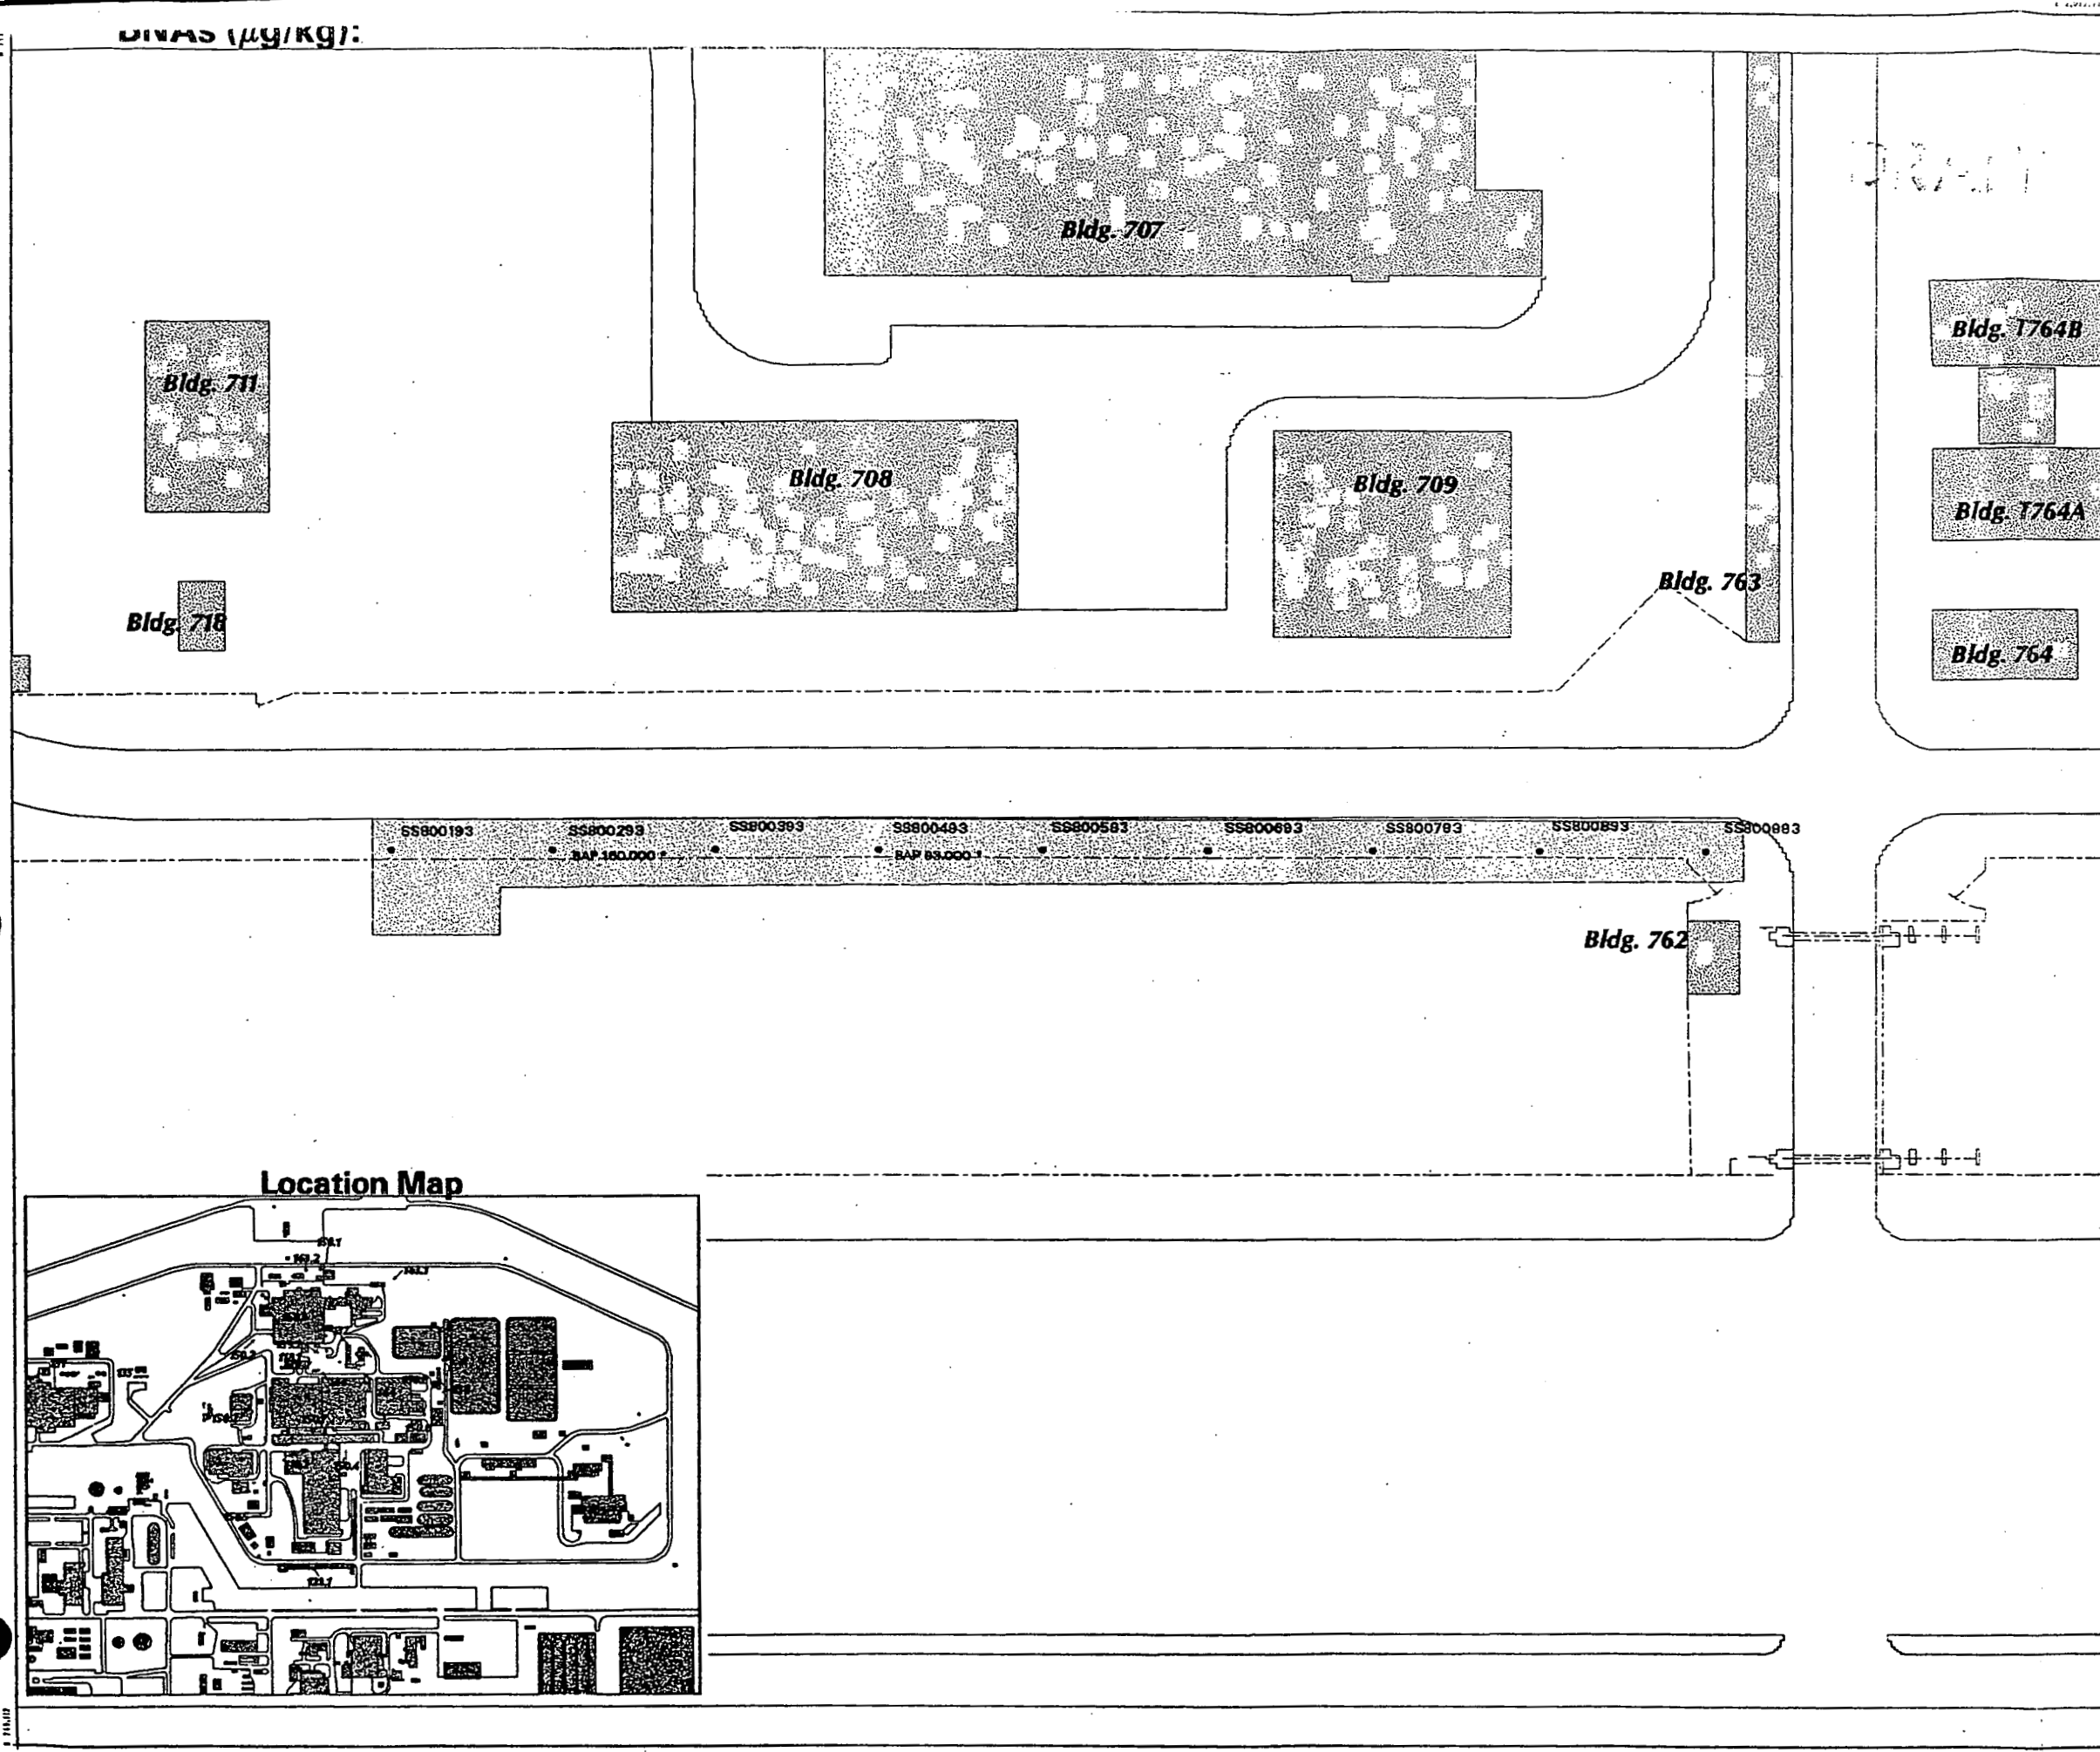 BNAS (µg/kg):
Bldg. 707
Bldg. T764B
Bldg. 711
Bldg. 708
Bldg. 709
Bldg. T764A
Bldg. 763
Bldg. 718
Bldg. 764
SS800193 SS800293 SS800393 SS800493 SS800593 SS800693 SS800793 SS800893 SS800993
BAP 160,000 BAP 63,000
Bldg. 762
Location Map